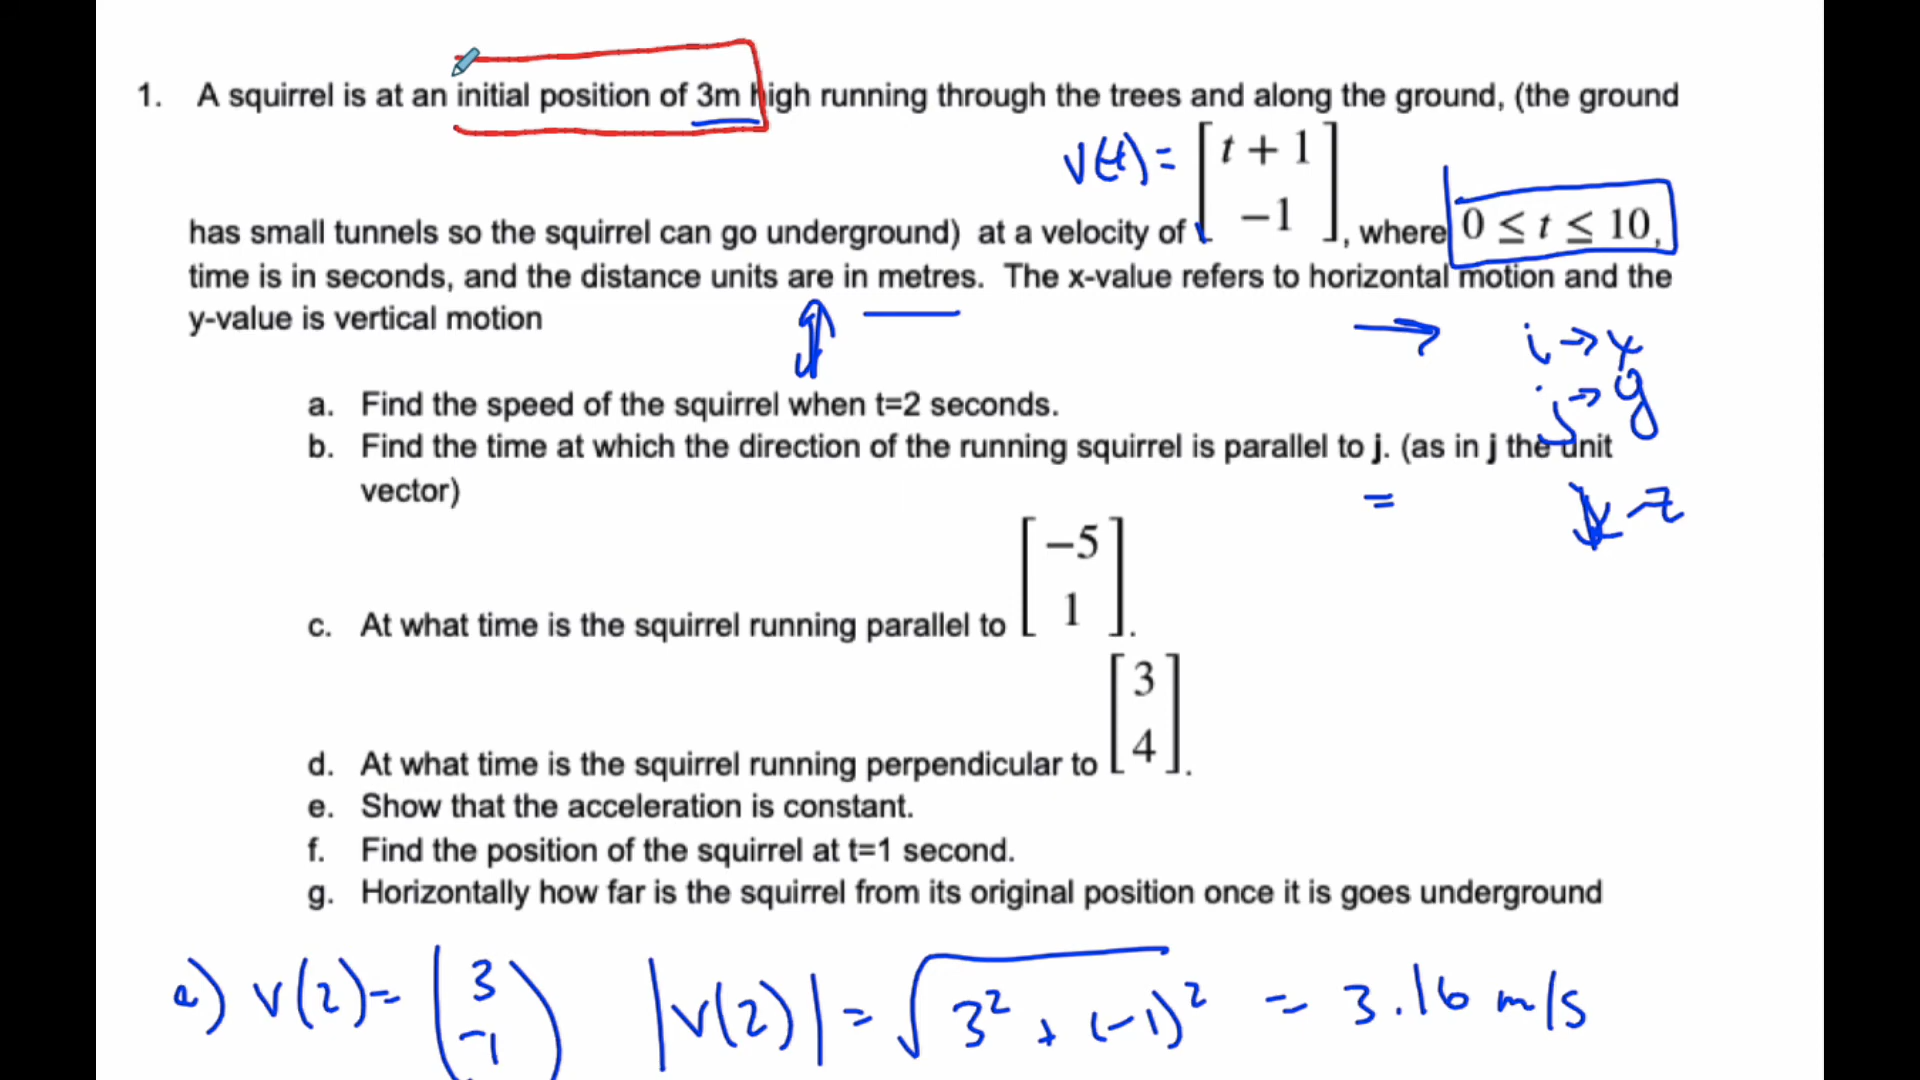 1. A squirrel is at an initial position of 3m high running through the trees and along the ground, (the ground
v(t) = [t + 1
−1]
has small tunnels so the squirrel can go underground) at a velocity of , where 0 ≤ t ≤ 10,
time is in seconds, and the distance units are in metres. The x-value refers to horizontal motion and the
y-value is vertical motion
i → x
j → y
a. Find the speed of the squirrel when t=2 seconds.
b. Find the time at which the direction of the running squirrel is parallel to j. (as in j the unit
vector)
=
k → z
c. At what time is the squirrel running parallel to [−5
1].
d. At what time is the squirrel running perpendicular to [3
4].
e. Show that the acceleration is constant.
f. Find the position of the squirrel at t=1 second.
g. Horizontally how far is the squirrel from its original position once it is goes underground
a) v(2) = (3
−1) |v(2)| = √3² + (−1)² = 3.16 m/s